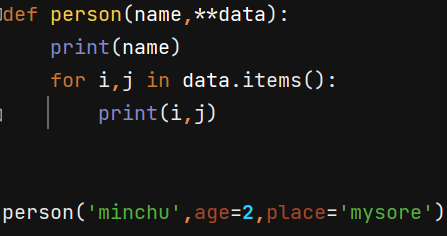 def person(name,**data):
    print(name)
    for i,j in data.items():
        print(i,j)
person('minchu',age=2,place='mysore')